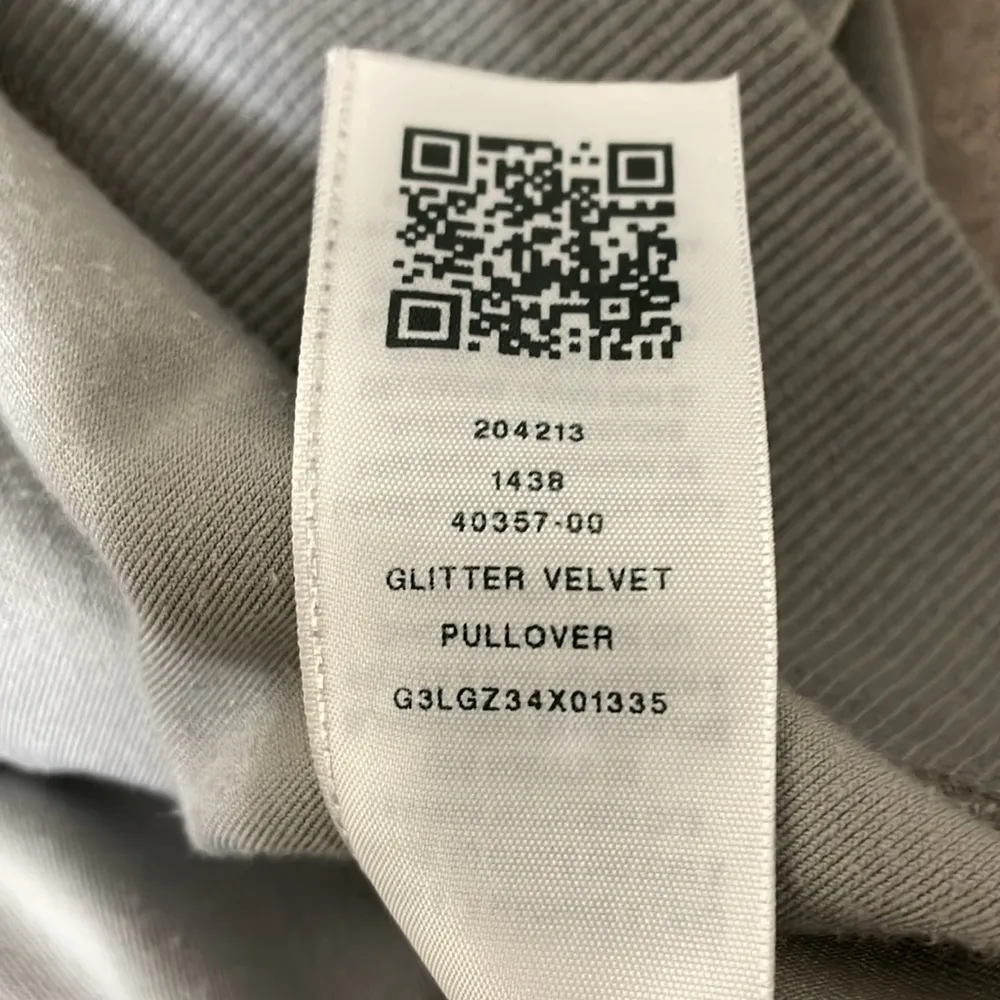 204213
1438
40357-00
GLITTER VELVET
PULLOVER
G3LGZ34X01335